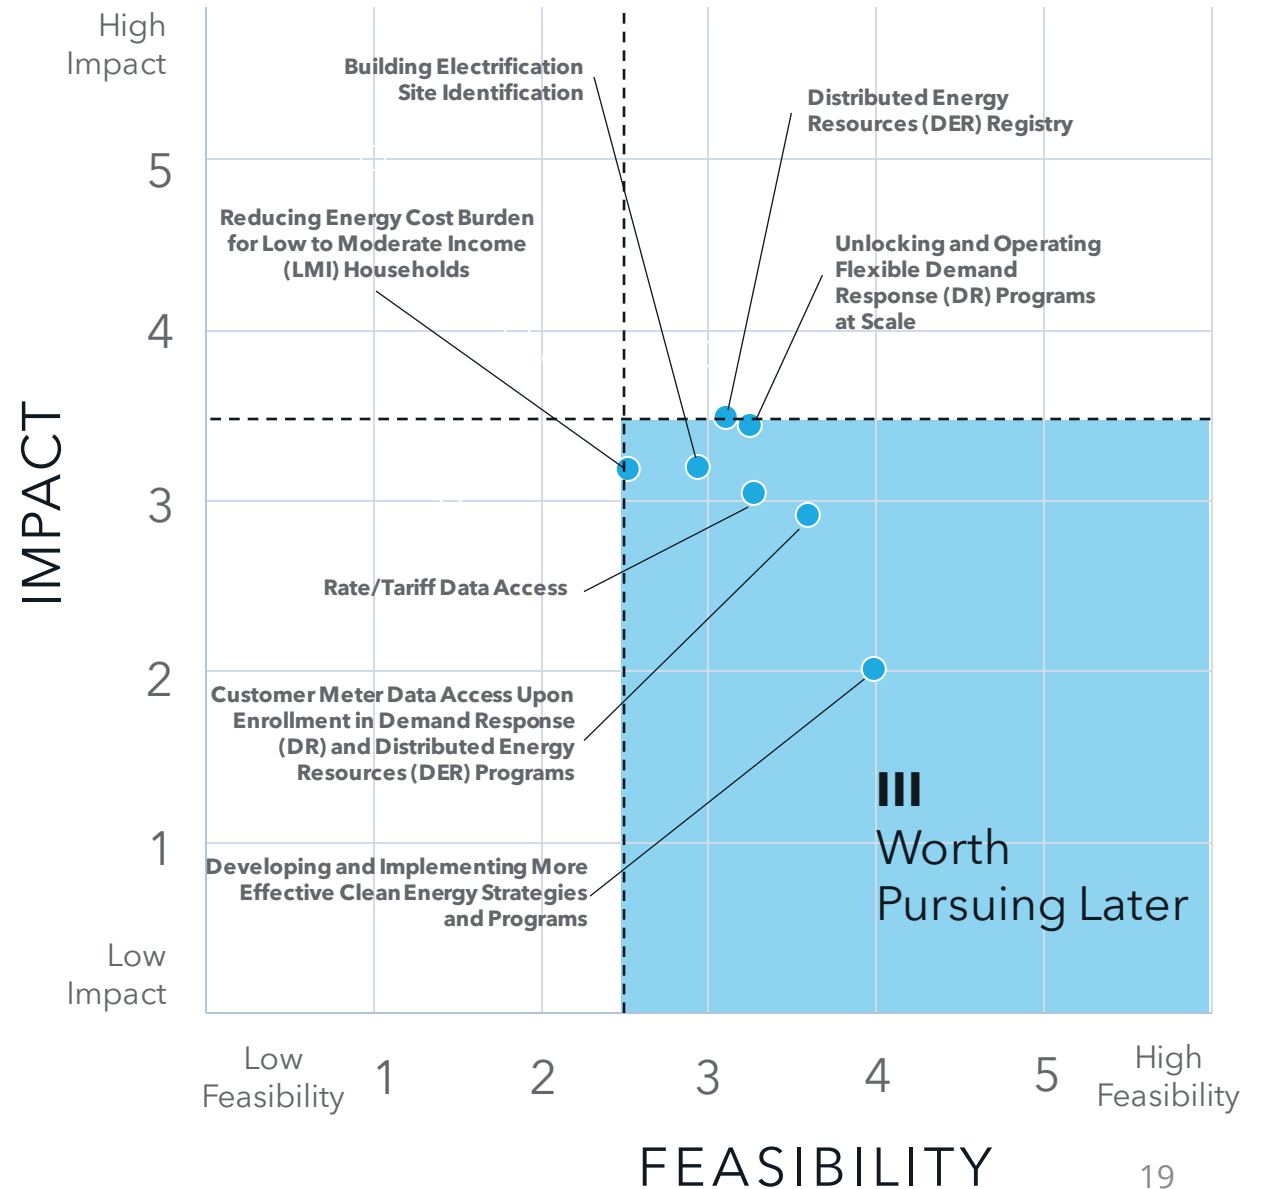 High
Impact
Building Electrification
Site Identification
Distributed Energy
Resources (DER) Registry
5
Reducing Energy Cost Burden
for Low to Moderate Income
(LMI) Households
Unlocking and Operating
Flexible Demand
Response (DR) Programs
at Scale
4
IMPACT
3
Rate/Tariff Data Access
2
Customer Meter Data Access Upon
Enrollment in Demand Response
(DR) and Distributed Energy
Resources (DER) Programs
III
Worth
Pursuing Later
1
Developing and Implementing More
Effective Clean Energy Strategies
and Programs
Low
Impact
Low
Feasibility
1
2
3
4
5
High
Feasibility
FEASIBILITY
19